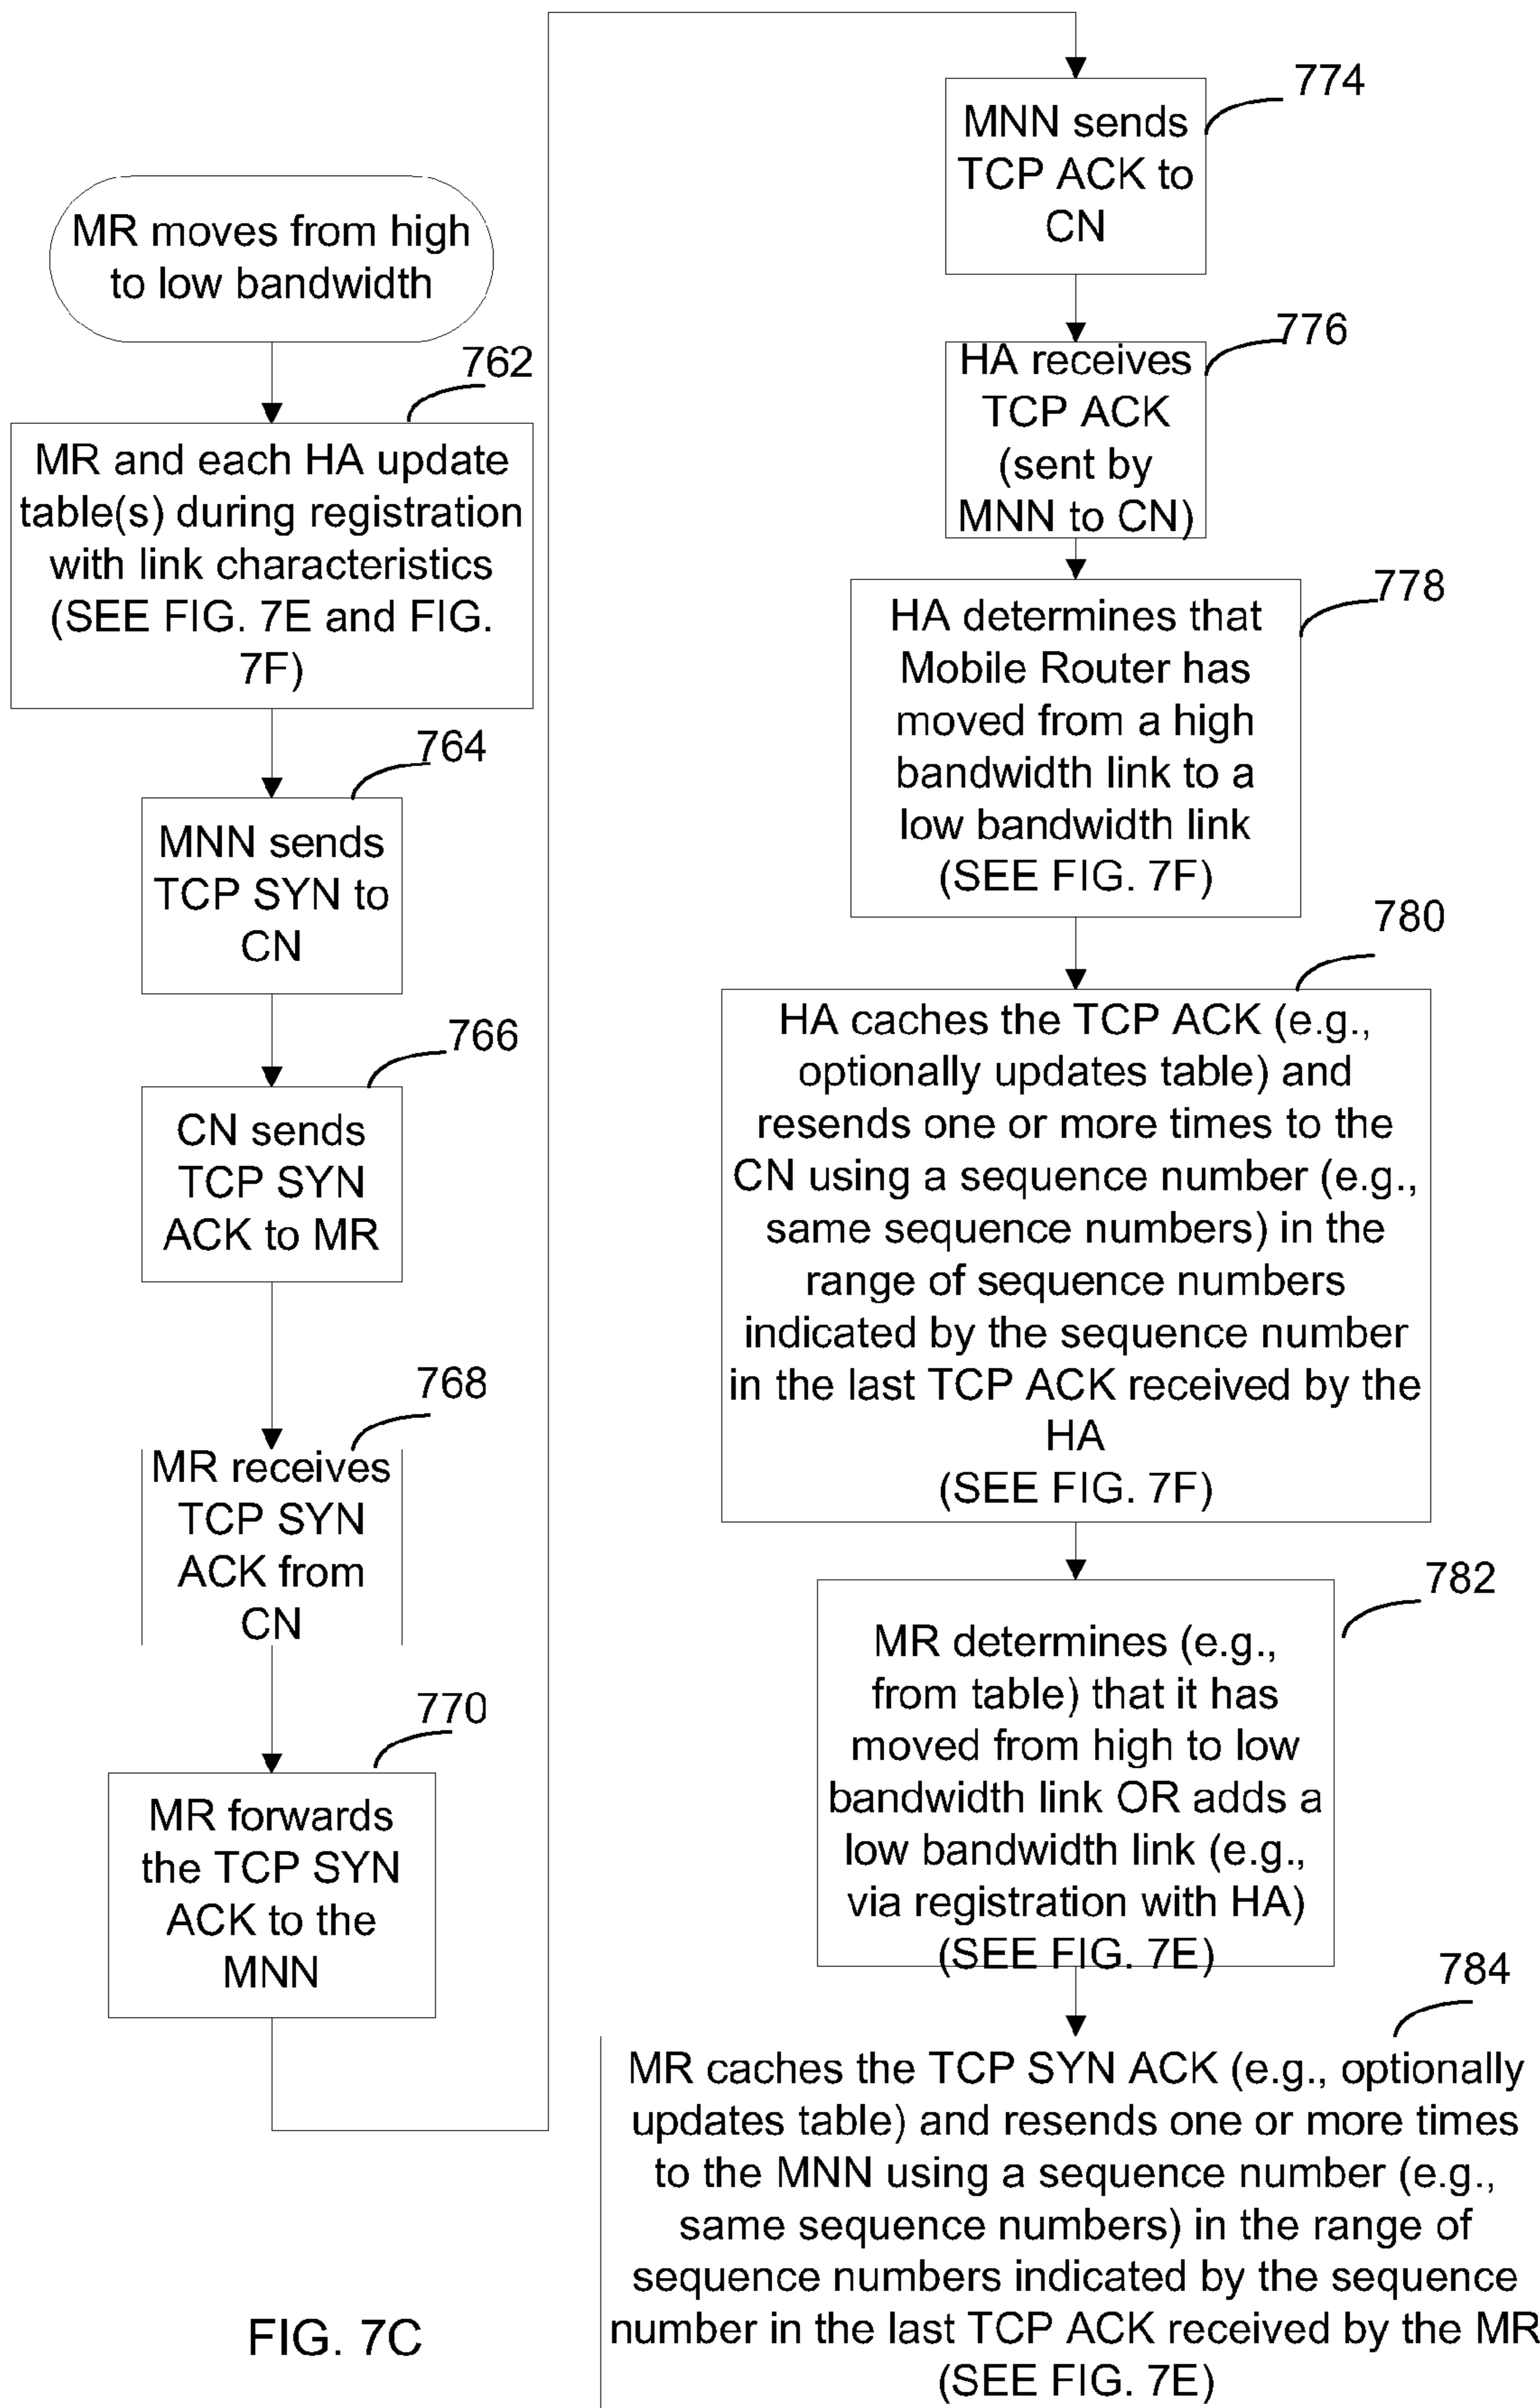 MR moves from high
to low bandwidth
762
MR and each HA update
table(s) during registration
with link characteristics
(SEE FIG. 7E and FIG.
7F)
764
MNN sends
TCP SYN to
CN
766
CN sends
TCP SYN
ACK to MR
768
MR receives
TCP SYN
ACK from
CN
770
MR forwards
the TCP SYN
ACK to the
MNN
774
MNN sends
TCP ACK to
CN
776
HA receives
TCP ACK
(sent by
MNN to CN)
778
HA determines that
Mobile Router has
moved from a high
bandwidth link to a
low bandwidth link
(SEE FIG. 7F)
780
HA caches the TCP ACK (e.g.,
optionally updates table) and
resends one or more times to the
CN using a sequence number (e.g.,
same sequence numbers) in the
range of sequence numbers
indicated by the sequence number
in the last TCP ACK received by the
HA
(SEE FIG. 7F)
782
MR determines (e.g.,
from table) that it has
moved from high to low
bandwidth link OR adds a
low bandwidth link (e.g.,
via registration with HA)
(SEE FIG. 7E)
784
MR caches the TCP SYN ACK (e.g., optionally
updates table) and resends one or more times
to the MNN using a sequence number (e.g.,
same sequence numbers) in the range of
sequence numbers indicated by the sequence
number in the last TCP ACK received by the MR
(SEE FIG. 7E)
FIG. 7C